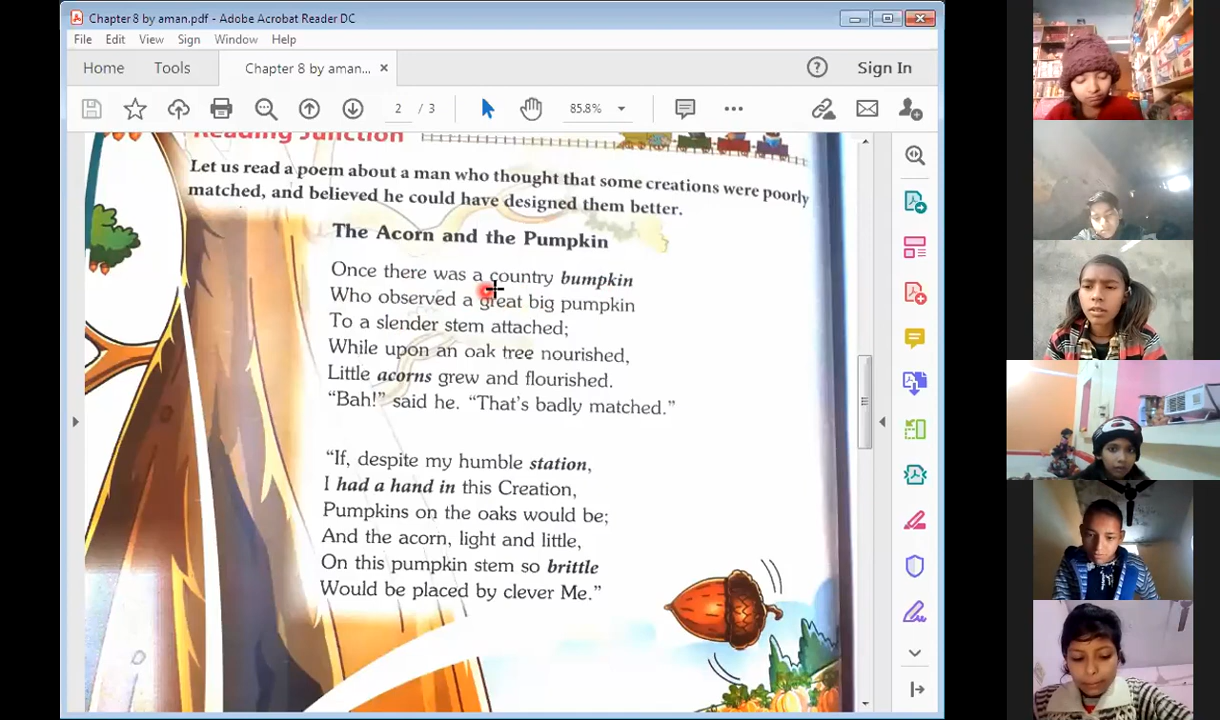 Chapter 8 by aman.pdf - Adobe Acrobat Reader DC
File Edit View Sign Window Help
Home Tools Chapter 8 by aman... × Sign In
2 / 3 85.8%
Reading Junction
Let us read a poem about a man who thought that some creations were poorly
matched, and believed he could have designed them better.
The Acorn and the Pumpkin
Once there was a country bumpkin
Who observed a great big pumpkin
To a slender stem attached;
While upon an oak tree nourished,
Little acorns grew and flourished.
“Bah!” said he. “That's badly matched.”
“If, despite my humble station,
I had a hand in this Creation,
Pumpkins on the oaks would be;
And the acorn, light and little,
On this pumpkin stem so brittle
Would be placed by clever Me.”